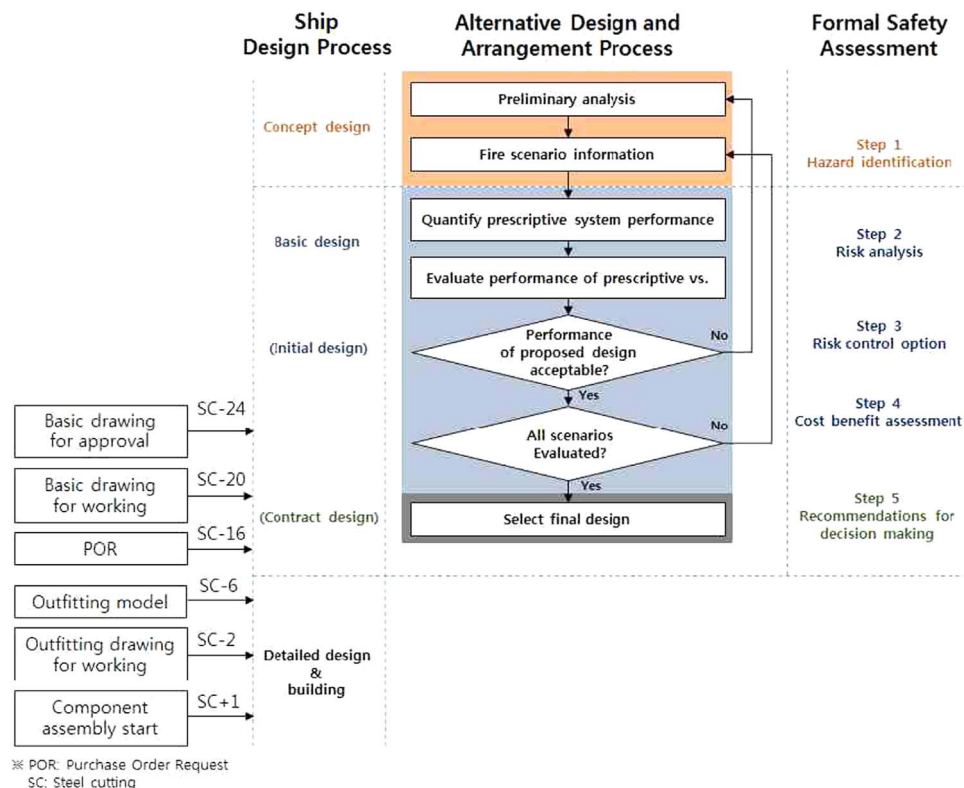 Ship
Design Process
Alternative Design and
Arrangement Process
Formal Safety
Assessment
Concept design
Preliminary analysis
Fire scenario information
Step 1
Hazard identification
Basic design
Quantify prescriptive system performance
Step 2
Risk analysis
Evaluate performance of prescriptive vs.
(Initial design)
Performance
of proposed design
acceptable?
No
Yes
Step 3
Risk control option
Basic drawing
for approval
SC-24
All scenarios
Evaluated?
No
Yes
Step 4
Cost benefit assessment
Basic drawing
for working
SC-20
(Contract design)
Select final design
Step 5
Recommendations for
decision making
POR
SC-16
Outfitting model
SC-6
Outfitting drawing
for working
SC-2
Detailed design
&
building
Component
assembly start
SC+1
※ POR: Purchase Order Request
SC: Steel cutting